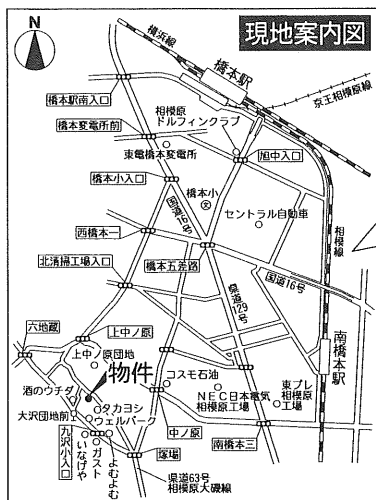 現地案内図
N
横浜線
橋本駅
京王相模原線
橋本駅南入口
相模原
ドルフィンクラブ
橋本変電所前
東電橋本変電所
旭中入口
橋本小入口
橋本小
文
国道16号
セントラル自動車
西橋本一
相模線
橋本五差路
北清掃工場入口
国道16号
県道129号
六地蔵
上中ノ原
南橋本駅
上中ノ原団地
物件
酒のウチダ
コスモ石油
NEC日本電気
相模原工場
東プレ
相模原
工場
タカヨシ
大沢団地前
ウェルパーク
九沢小入口
いなげや
ガスト
よむよむ
中ノ原
塚場
南橋本三
県道63号
相模原大磯線